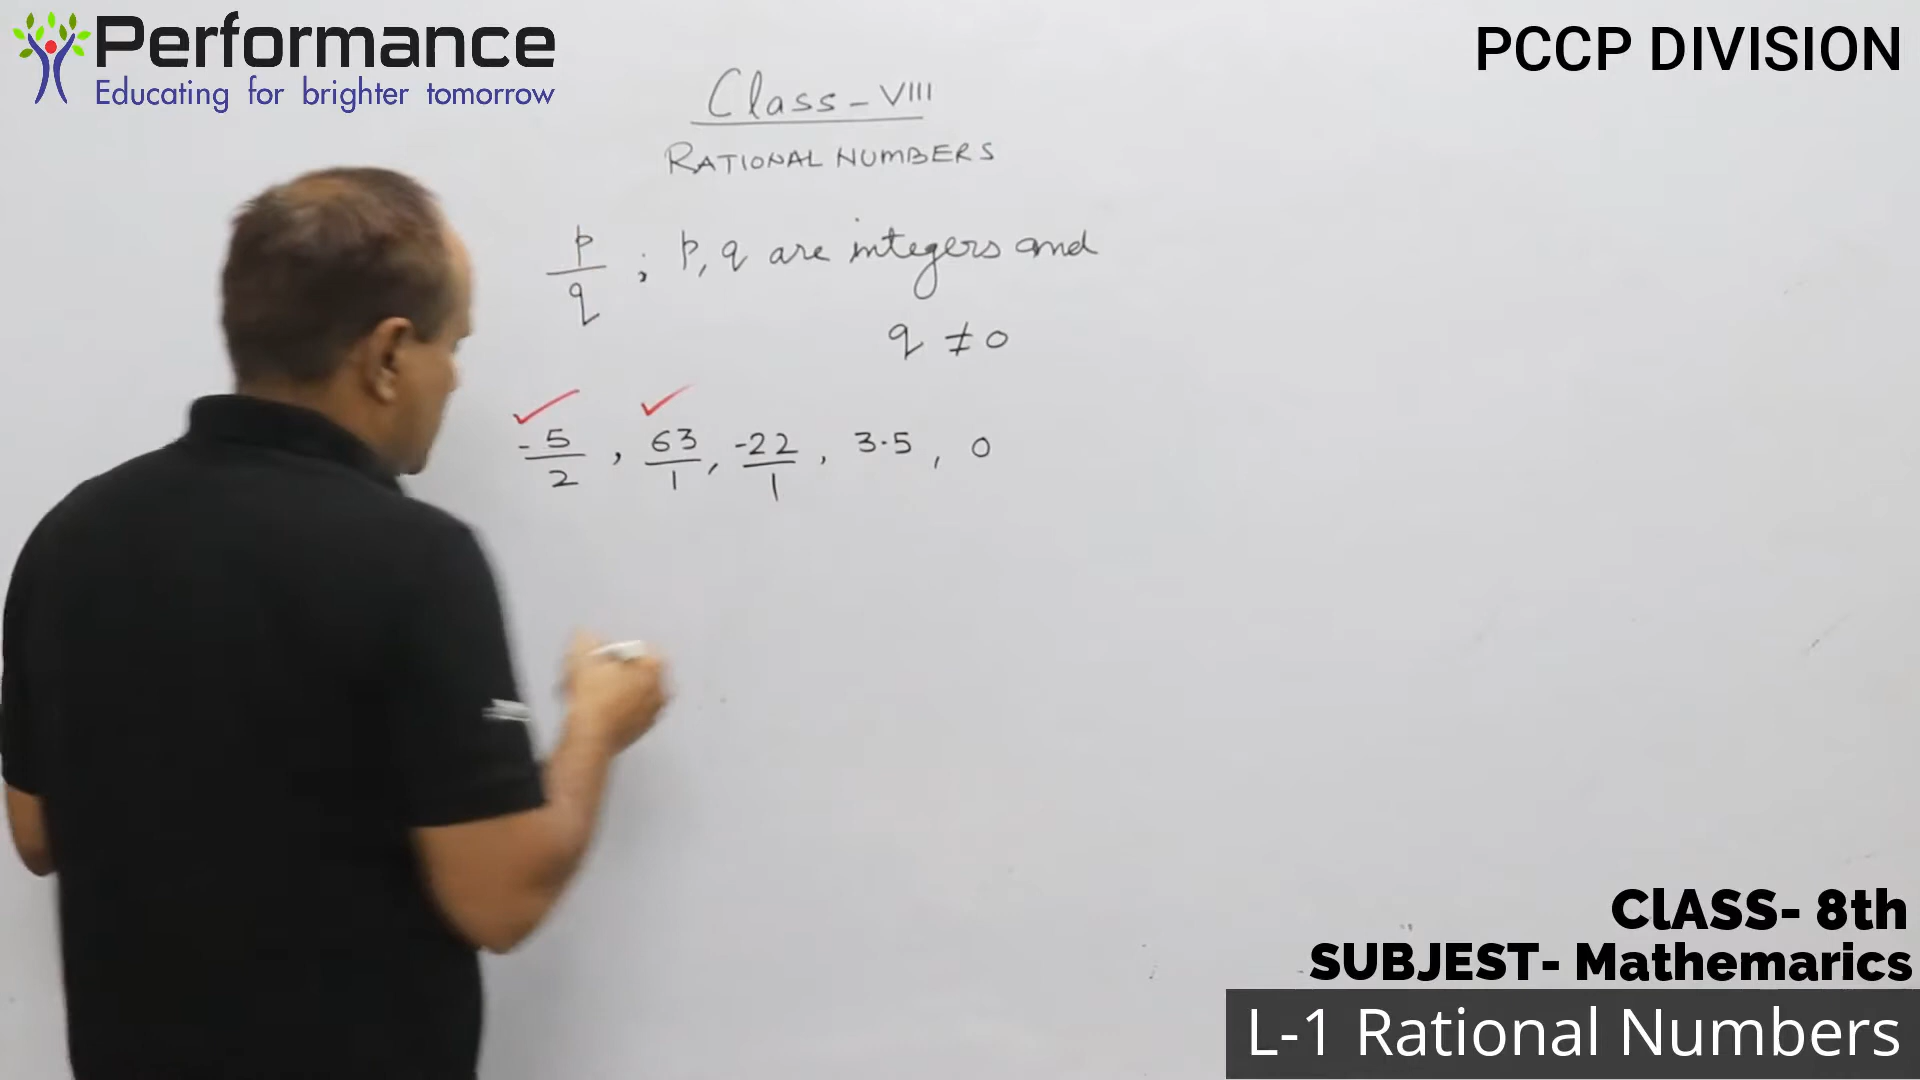 Performance
Educating for brighter tomorrow
PCCP DIVISION
Class - VIII
RATIONAL NUMBERS
p/q ; p, q are integers and
q ≠ 0
-5/2 , 63/1 , -22/1 , 3.5 , 0
ClASS- 8th
SUBJEST- Mathemarics
L-1 Rational Numbers